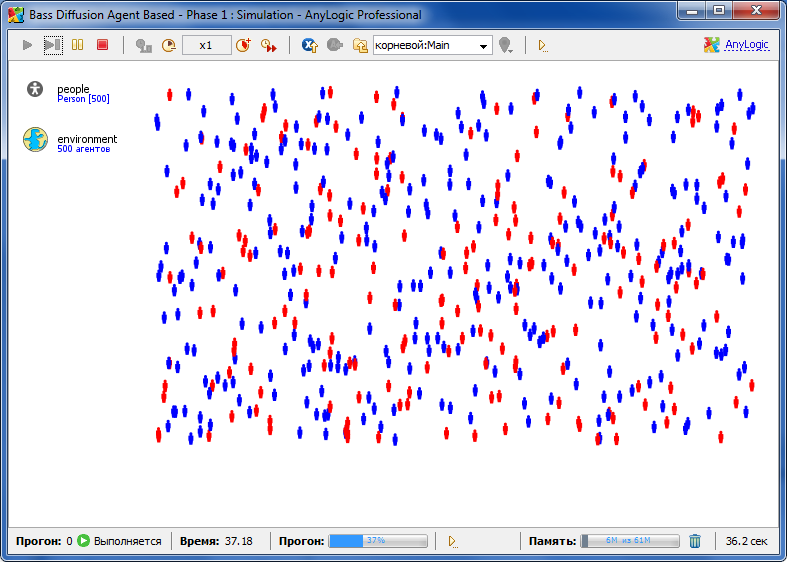 Bass Diffusion Agent Based - Phase 1 : Simulation - AnyLogic Professional
x1 корневой:Main AnyLogic
people
Person [500]
environment
500 агентов
Прогон: 0 Выполняется Время: 37.18 Прогон: 37% Память: 6M из 61M 36.2 сек